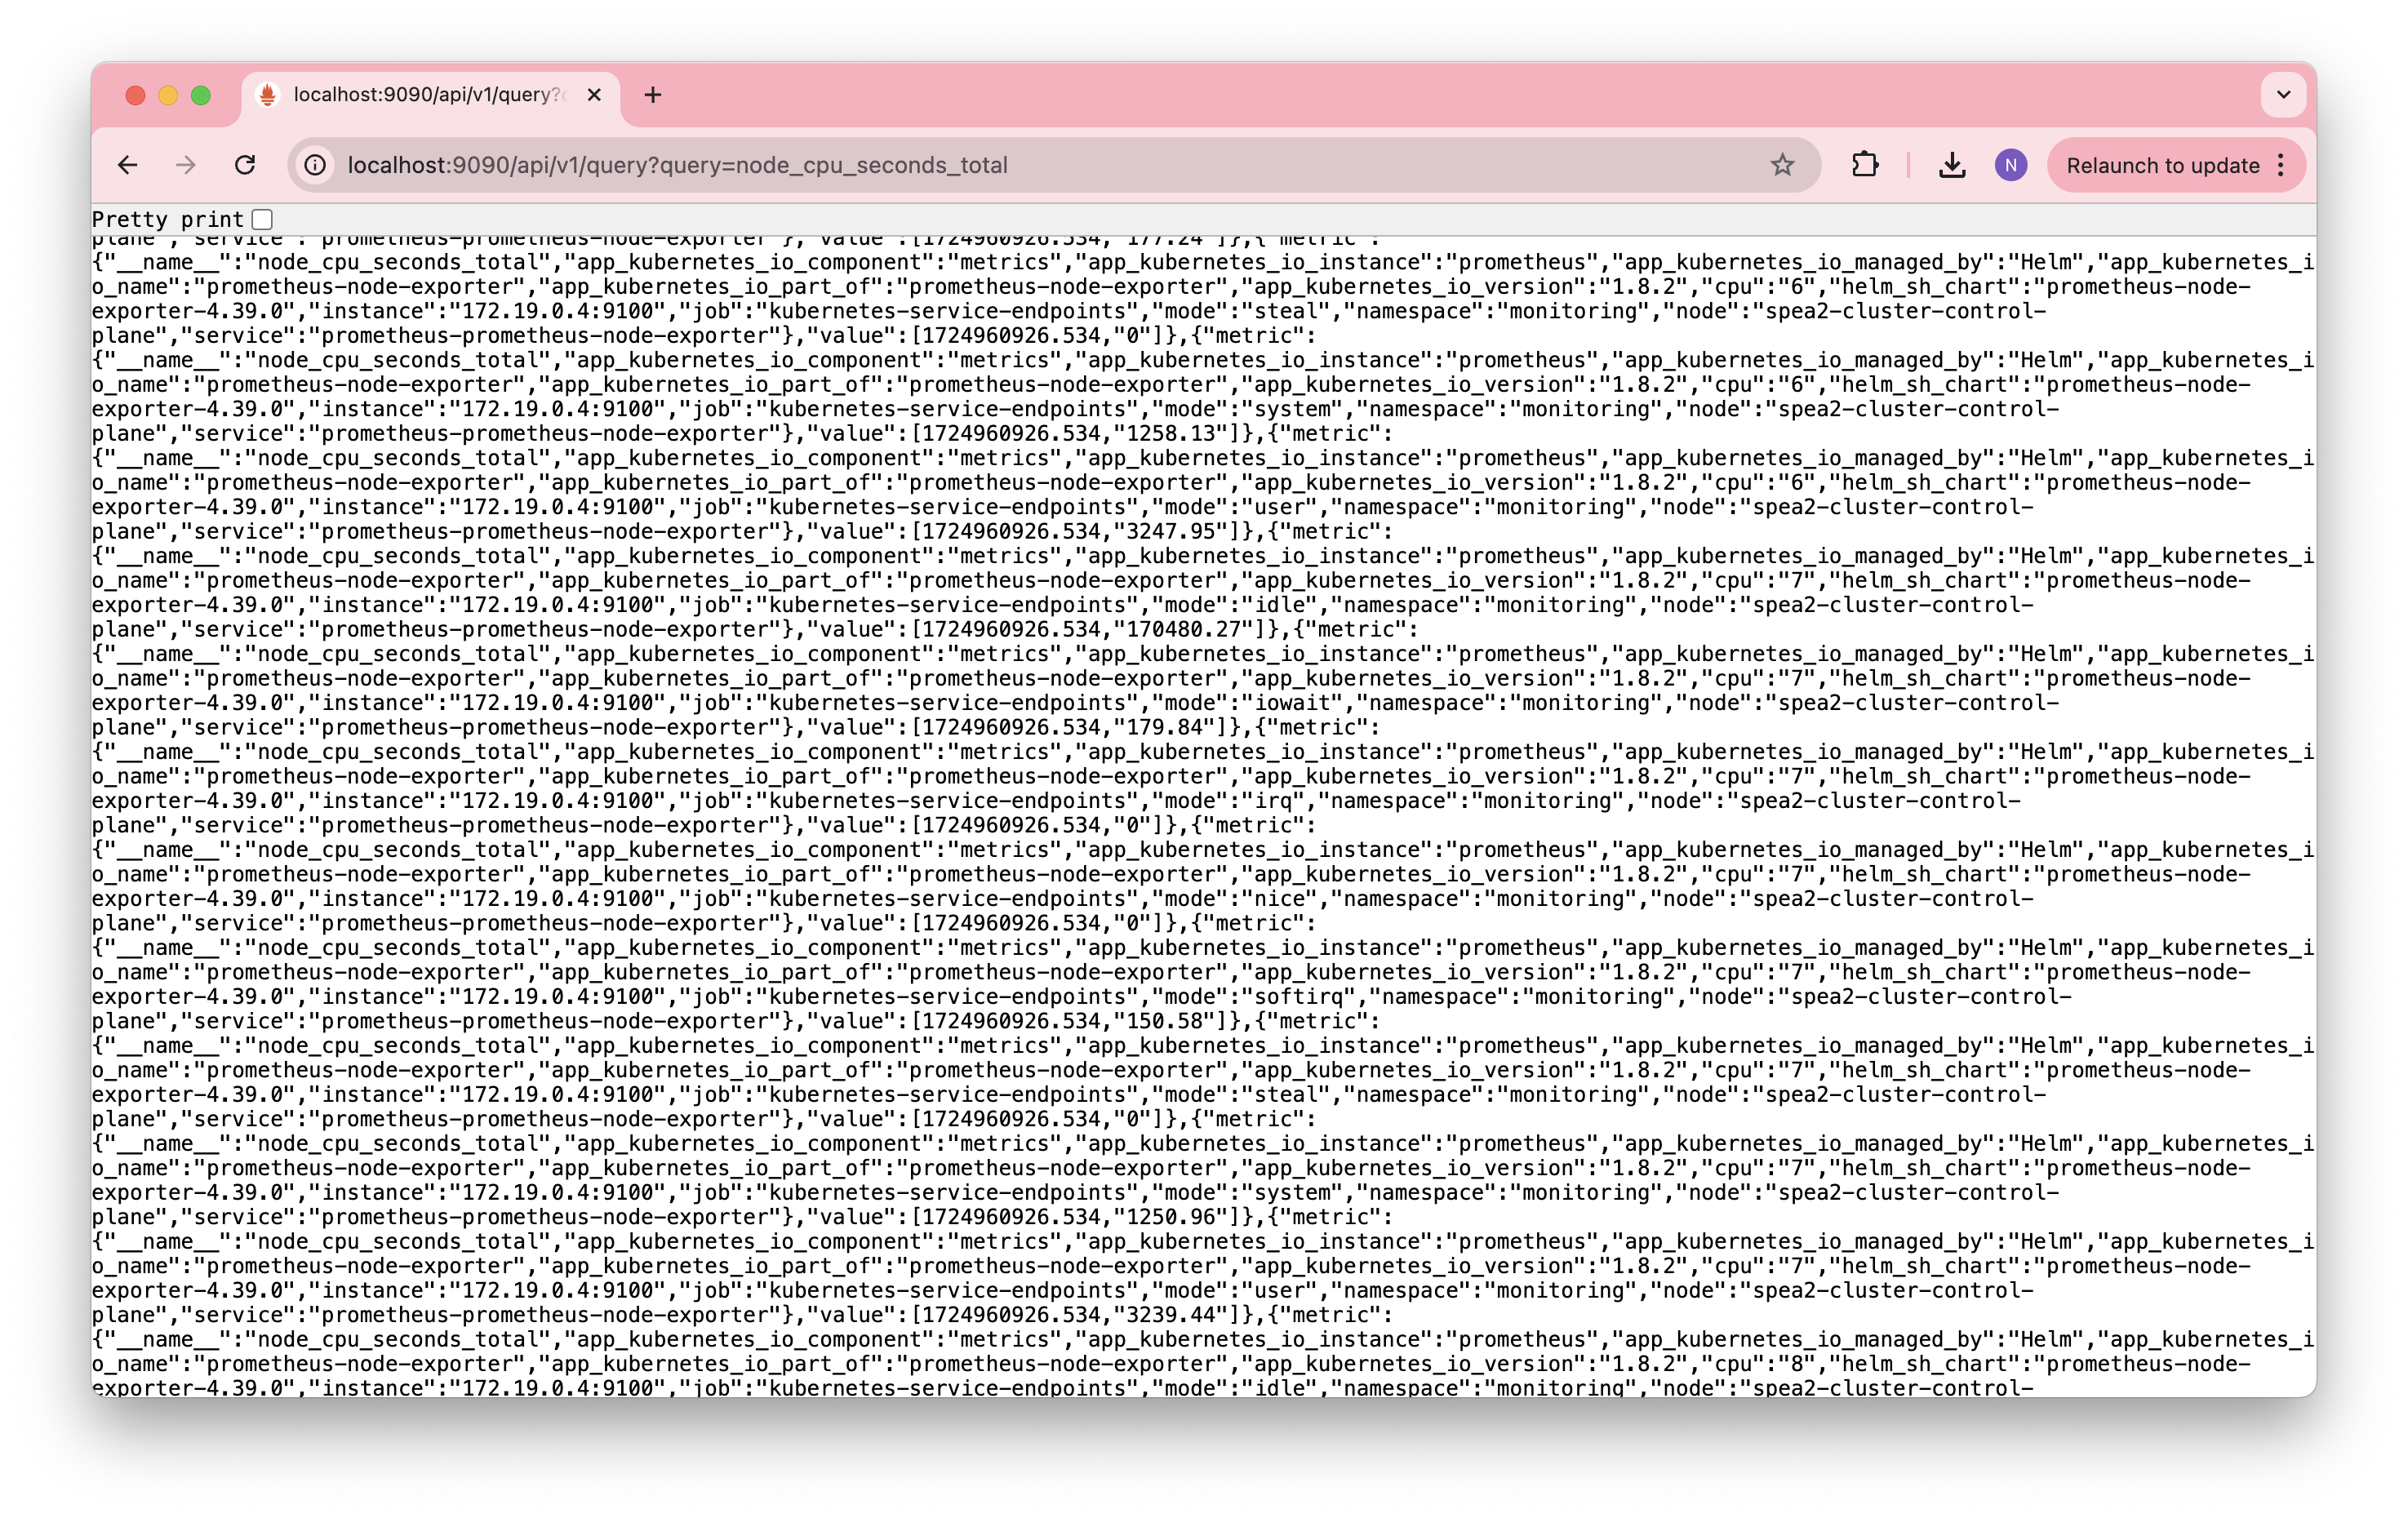 localhost:9090/api/v1/query?
localhost:9090/api/v1/query?query=node_cpu_seconds_total
N
Relaunch to update
Pretty print
plane","service":"prometheus-prometheus-node-exporter"},"value":[1724960926.534,"177.24"]},{"metric":
{"__name__":"node_cpu_seconds_total","app_kubernetes_io_component":"metrics","app_kubernetes_io_instance":"prometheus","app_kubernetes_io_managed_by":"Helm","app_kubernetes_i
o_name":"prometheus-node-exporter","app_kubernetes_io_part_of":"prometheus-node-exporter","app_kubernetes_io_version":"1.8.2","cpu":"6","helm_sh_chart":"prometheus-node-
exporter-4.39.0","instance":"172.19.0.4:9100","job":"kubernetes-service-endpoints","mode":"steal","namespace":"monitoring","node":"spea2-cluster-control-
plane","service":"prometheus-prometheus-node-exporter"},"value":[1724960926.534,"0"]},{"metric":
{"__name__":"node_cpu_seconds_total","app_kubernetes_io_component":"metrics","app_kubernetes_io_instance":"prometheus","app_kubernetes_io_managed_by":"Helm","app_kubernetes_i
o_name":"prometheus-node-exporter","app_kubernetes_io_part_of":"prometheus-node-exporter","app_kubernetes_io_version":"1.8.2","cpu":"6","helm_sh_chart":"prometheus-node-
exporter-4.39.0","instance":"172.19.0.4:9100","job":"kubernetes-service-endpoints","mode":"system","namespace":"monitoring","node":"spea2-cluster-control-
plane","service":"prometheus-prometheus-node-exporter"},"value":[1724960926.534,"1258.13"]},{"metric":
{"__name__":"node_cpu_seconds_total","app_kubernetes_io_component":"metrics","app_kubernetes_io_instance":"prometheus","app_kubernetes_io_managed_by":"Helm","app_kubernetes_i
o_name":"prometheus-node-exporter","app_kubernetes_io_part_of":"prometheus-node-exporter","app_kubernetes_io_version":"1.8.2","cpu":"6","helm_sh_chart":"prometheus-node-
exporter-4.39.0","instance":"172.19.0.4:9100","job":"kubernetes-service-endpoints","mode":"user","namespace":"monitoring","node":"spea2-cluster-control-
plane","service":"prometheus-prometheus-node-exporter"},"value":[1724960926.534,"3247.95"]},{"metric":
{"__name__":"node_cpu_seconds_total","app_kubernetes_io_component":"metrics","app_kubernetes_io_instance":"prometheus","app_kubernetes_io_managed_by":"Helm","app_kubernetes_i
o_name":"prometheus-node-exporter","app_kubernetes_io_part_of":"prometheus-node-exporter","app_kubernetes_io_version":"1.8.2","cpu":"7","helm_sh_chart":"prometheus-node-
exporter-4.39.0","instance":"172.19.0.4:9100","job":"kubernetes-service-endpoints","mode":"idle","namespace":"monitoring","node":"spea2-cluster-control-
plane","service":"prometheus-prometheus-node-exporter"},"value":[1724960926.534,"170480.27"]},{"metric":
{"__name__":"node_cpu_seconds_total","app_kubernetes_io_component":"metrics","app_kubernetes_io_instance":"prometheus","app_kubernetes_io_managed_by":"Helm","app_kubernetes_i
o_name":"prometheus-node-exporter","app_kubernetes_io_part_of":"prometheus-node-exporter","app_kubernetes_io_version":"1.8.2","cpu":"7","helm_sh_chart":"prometheus-node-
exporter-4.39.0","instance":"172.19.0.4:9100","job":"kubernetes-service-endpoints","mode":"iowait","namespace":"monitoring","node":"spea2-cluster-control-
plane","service":"prometheus-prometheus-node-exporter"},"value":[1724960926.534,"179.84"]},{"metric":
{"__name__":"node_cpu_seconds_total","app_kubernetes_io_component":"metrics","app_kubernetes_io_instance":"prometheus","app_kubernetes_io_managed_by":"Helm","app_kubernetes_i
o_name":"prometheus-node-exporter","app_kubernetes_io_part_of":"prometheus-node-exporter","app_kubernetes_io_version":"1.8.2","cpu":"7","helm_sh_chart":"prometheus-node-
exporter-4.39.0","instance":"172.19.0.4:9100","job":"kubernetes-service-endpoints","mode":"irq","namespace":"monitoring","node":"spea2-cluster-control-
plane","service":"prometheus-prometheus-node-exporter"},"value":[1724960926.534,"0"]},{"metric":
{"__name__":"node_cpu_seconds_total","app_kubernetes_io_component":"metrics","app_kubernetes_io_instance":"prometheus","app_kubernetes_io_managed_by":"Helm","app_kubernetes_i
o_name":"prometheus-node-exporter","app_kubernetes_io_part_of":"prometheus-node-exporter","app_kubernetes_io_version":"1.8.2","cpu":"7","helm_sh_chart":"prometheus-node-
exporter-4.39.0","instance":"172.19.0.4:9100","job":"kubernetes-service-endpoints","mode":"nice","namespace":"monitoring","node":"spea2-cluster-control-
plane","service":"prometheus-prometheus-node-exporter"},"value":[1724960926.534,"0"]},{"metric":
{"__name__":"node_cpu_seconds_total","app_kubernetes_io_component":"metrics","app_kubernetes_io_instance":"prometheus","app_kubernetes_io_managed_by":"Helm","app_kubernetes_i
o_name":"prometheus-node-exporter","app_kubernetes_io_part_of":"prometheus-node-exporter","app_kubernetes_io_version":"1.8.2","cpu":"7","helm_sh_chart":"prometheus-node-
exporter-4.39.0","instance":"172.19.0.4:9100","job":"kubernetes-service-endpoints","mode":"softirq","namespace":"monitoring","node":"spea2-cluster-control-
plane","service":"prometheus-prometheus-node-exporter"},"value":[1724960926.534,"150.58"]},{"metric":
{"__name__":"node_cpu_seconds_total","app_kubernetes_io_component":"metrics","app_kubernetes_io_instance":"prometheus","app_kubernetes_io_managed_by":"Helm","app_kubernetes_i
o_name":"prometheus-node-exporter","app_kubernetes_io_part_of":"prometheus-node-exporter","app_kubernetes_io_version":"1.8.2","cpu":"7","helm_sh_chart":"prometheus-node-
exporter-4.39.0","instance":"172.19.0.4:9100","job":"kubernetes-service-endpoints","mode":"steal","namespace":"monitoring","node":"spea2-cluster-control-
plane","service":"prometheus-prometheus-node-exporter"},"value":[1724960926.534,"0"]},{"metric":
{"__name__":"node_cpu_seconds_total","app_kubernetes_io_component":"metrics","app_kubernetes_io_instance":"prometheus","app_kubernetes_io_managed_by":"Helm","app_kubernetes_i
o_name":"prometheus-node-exporter","app_kubernetes_io_part_of":"prometheus-node-exporter","app_kubernetes_io_version":"1.8.2","cpu":"7","helm_sh_chart":"prometheus-node-
exporter-4.39.0","instance":"172.19.0.4:9100","job":"kubernetes-service-endpoints","mode":"system","namespace":"monitoring","node":"spea2-cluster-control-
plane","service":"prometheus-prometheus-node-exporter"},"value":[1724960926.534,"1250.96"]},{"metric":
{"__name__":"node_cpu_seconds_total","app_kubernetes_io_component":"metrics","app_kubernetes_io_instance":"prometheus","app_kubernetes_io_managed_by":"Helm","app_kubernetes_i
o_name":"prometheus-node-exporter","app_kubernetes_io_part_of":"prometheus-node-exporter","app_kubernetes_io_version":"1.8.2","cpu":"7","helm_sh_chart":"prometheus-node-
exporter-4.39.0","instance":"172.19.0.4:9100","job":"kubernetes-service-endpoints","mode":"user","namespace":"monitoring","node":"spea2-cluster-control-
plane","service":"prometheus-prometheus-node-exporter"},"value":[1724960926.534,"3239.44"]},{"metric":
{"__name__":"node_cpu_seconds_total","app_kubernetes_io_component":"metrics","app_kubernetes_io_instance":"prometheus","app_kubernetes_io_managed_by":"Helm","app_kubernetes_i
o_name":"prometheus-node-exporter","app_kubernetes_io_part_of":"prometheus-node-exporter","app_kubernetes_io_version":"1.8.2","cpu":"8","helm_sh_chart":"prometheus-node-
exporter-4.39.0","instance":"172.19.0.4:9100","job":"kubernetes-service-endpoints","mode":"idle","namespace":"monitoring","node":"spea2-cluster-control-